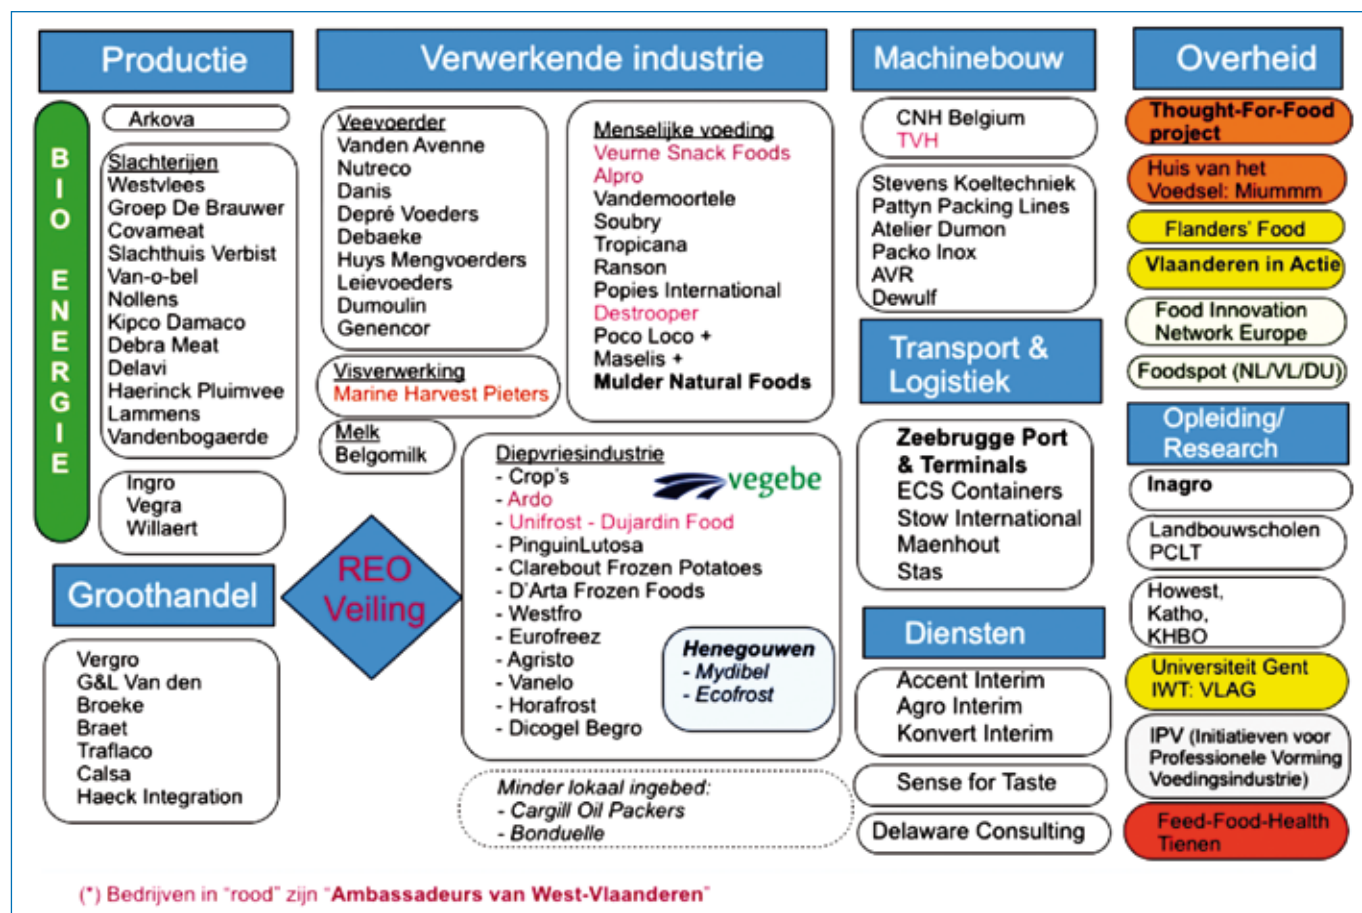 Productie
BIO ENERGIE
Arkova
Slachterijen
Westvlees
Groep De Brauwer
Covameat
Slachthuis Verbist
Van-o-bel
Nollens
Kipco Damaco
Debra Meat
Delavi
Haerinck Pluimvee
Lammens
Vandenbogaerde
Ingro
Vegra
Willaert
Groothandel
Vergro
G&L Van den
Broeke
Braet
Traflaco
Calsa
Haeck Integration
REO
Veiling
Verwerkende industrie
Veevoerder
Vanden Avenne
Nutreco
Danis
Depré Voeders
Debaeke
Huys Mengvoerders
Leievoeders
Dumoulin
Genencor
Visverwerking
Marine Harvest Pieters
Melk
Belgomilk
Menselijke voeding
Veurne Snack Foods
Alpro
Vandemoortele
Soubry
Tropicana
Ranson
Popies International
Destrooper
Poco Loco +
Maselis +
Mulder Natural Foods
Diepvriesindustrie
vegebe
- Crop's
- Ardo
- Unifrost - Dujardin Food
- PinguinLutosa
- Clarebout Frozen Potatoes
- D'Arta Frozen Foods
- Westfro
- Eurofreez
- Agristo
- Vanelo
- Horafrost
- Dicogel Begro
Henegouwen
- Mydibel
- Ecofrost
Minder lokaal ingebed:
- Cargill Oil Packers
- Bonduelle
Machinebouw
CNH Belgium
TVH
Stevens Koeltechniek
Pattyn Packing Lines
Atelier Dumon
Packo Inox
AVR
Dewulf
Transport &
Logistiek
Zeebrugge Port
& Terminals
ECS Containers
Stow International
Maenhout
Stas
Diensten
Accent Interim
Agro Interim
Konvert Interim
Sense for Taste
Delaware Consulting
Overheid
Thought-For-Food
project
Huis van het
Voedsel: Miummm
Flanders' Food
Vlaanderen in Actie
Food Innovation
Network Europe
Foodspot (NL/VL/DU)
Opleiding/
Research
Inagro
Landbouwscholen
PCLT
Howest,
Katho,
KHBO
Universiteit Gent
IWT: VLAG
IPV (Initiatieven voor
Professionele Vorming
Voedingsindustrie)
Feed-Food-Health
Tienen
(*) Bedrijven in "rood" zijn "Ambassadeurs van West-Vlaanderen"